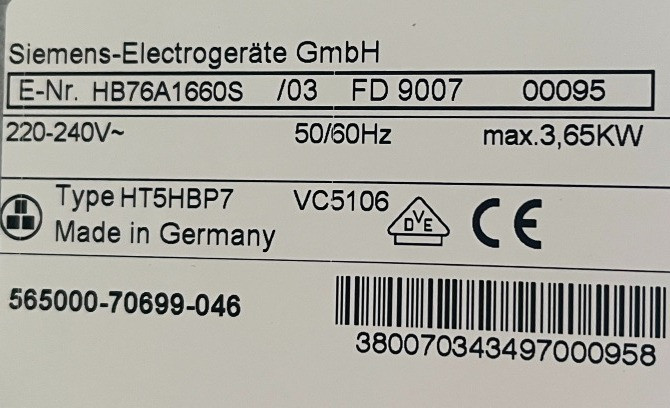 Siemens-Electrogeräte GmbH
E-Nr. HB76A1660S /03 FD 9007 00095
220-240V~ 50/60Hz max.3,65KW
Type HT5HBP7 VC5106
Made in Germany
DVE
CE
565000-70699-046
380070343497000958